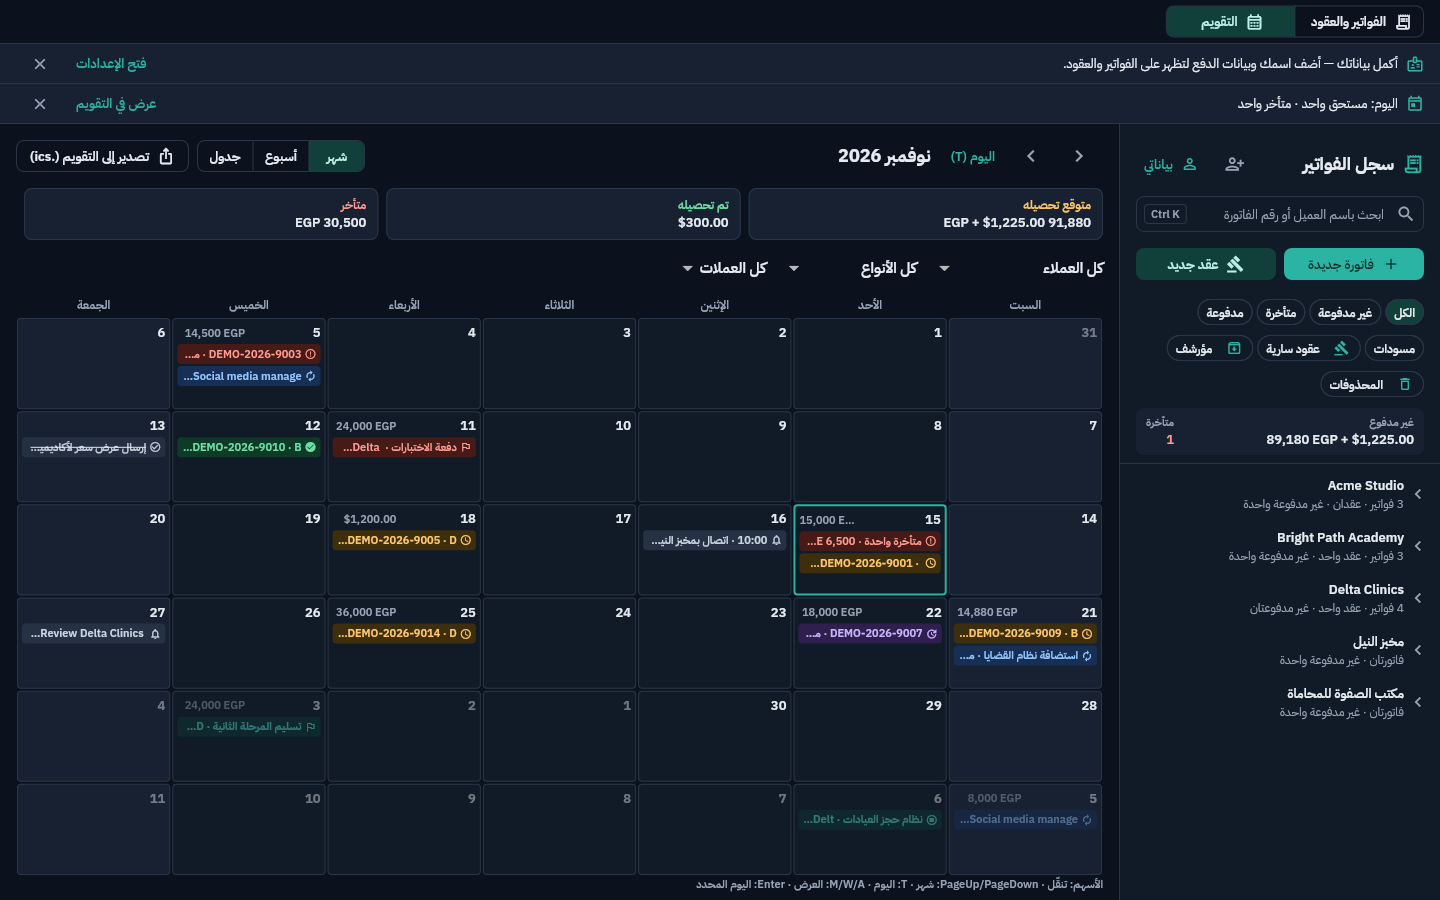 الفواتير والعقود
التقويم
أكمل بياناتك — أضف اسمك وبيانات الدفع لتظهر على الفواتير والعقود.
فتح الإعدادات
اليوم: مستحق واحد · متأخر واحد
عرض في التقويم
سجل الفواتير
بياناتي
ابحث باسم العميل أو رقم الفاتورة
Ctrl K
فاتورة جديدة
عقد جديد
الكل
غير مدفوعة
متأخرة
مدفوعة
مسودات
عقود سارية
مؤرشف
المحذوفات
غير مدفوع
89,180 EGP + $1,225.00
متأخرة
1
Acme Studio
3 فواتير · عقدان · غير مدفوعة واحدة
Bright Path Academy
3 فواتير · عقد واحد · غير مدفوعة واحدة
Delta Clinics
4 فواتير · عقد واحد · غير مدفوعتان
مخبز النيل
فاتورتان · غير مدفوعة واحدة
مكتب الصفوة للمحاماة
فاتورتان · غير مدفوعة واحدة
اليوم (T)
نوفمبر 2026
شهر
أسبوع
جدول
تصدير إلى التقويم (.ics)
متوقع تحصيله
EGP + $1,225.00 91,880
تم تحصيله
$300.00
متأخر
EGP 30,500
كل العملاء
كل الأنواع
كل العملات
السبت
الأحد
الإثنين
الثلاثاء
الأربعاء
الخميس
الجمعة
31
1
2
3
4
5
14,500 EGP
DEMO-2026-9003 · م...
Social media manage...
6
7
8
9
10
11
24,000 EGP
دفعة الاختبارات · Delta...
12
DEMO-2026-9010 · B...
13
إرسال عرض سعر لأكاديميـ...
14
15
15,000 E...
متأخرة واحدة · 6,500 E...
DEMO-2026-9001 · ...
16
10:00 · اتصال بمخبز النيـ...
17
18
$1,200.00
DEMO-2026-9005 · D...
19
20
21
14,880 EGP
DEMO-2026-9009 · B...
استضافة نظام القضايا · م...
22
18,000 EGP
DEMO-2026-9007 · م...
23
24
25
36,000 EGP
DEMO-2026-9014 · D...
26
27
Review Delta Clinics...
28
29
30
1
2
3
24,000 EGP
تسليم المرحلة الثانية · D...
4
5
8,000 EGP
Social media manage...
6
نظام حجز العيادات · Delt...
7
8
9
10
11
الأسهم: تنقّل · PageUp/PageDown: شهر · T: اليوم · M/W/A: العرض · Enter: اليوم المحدد